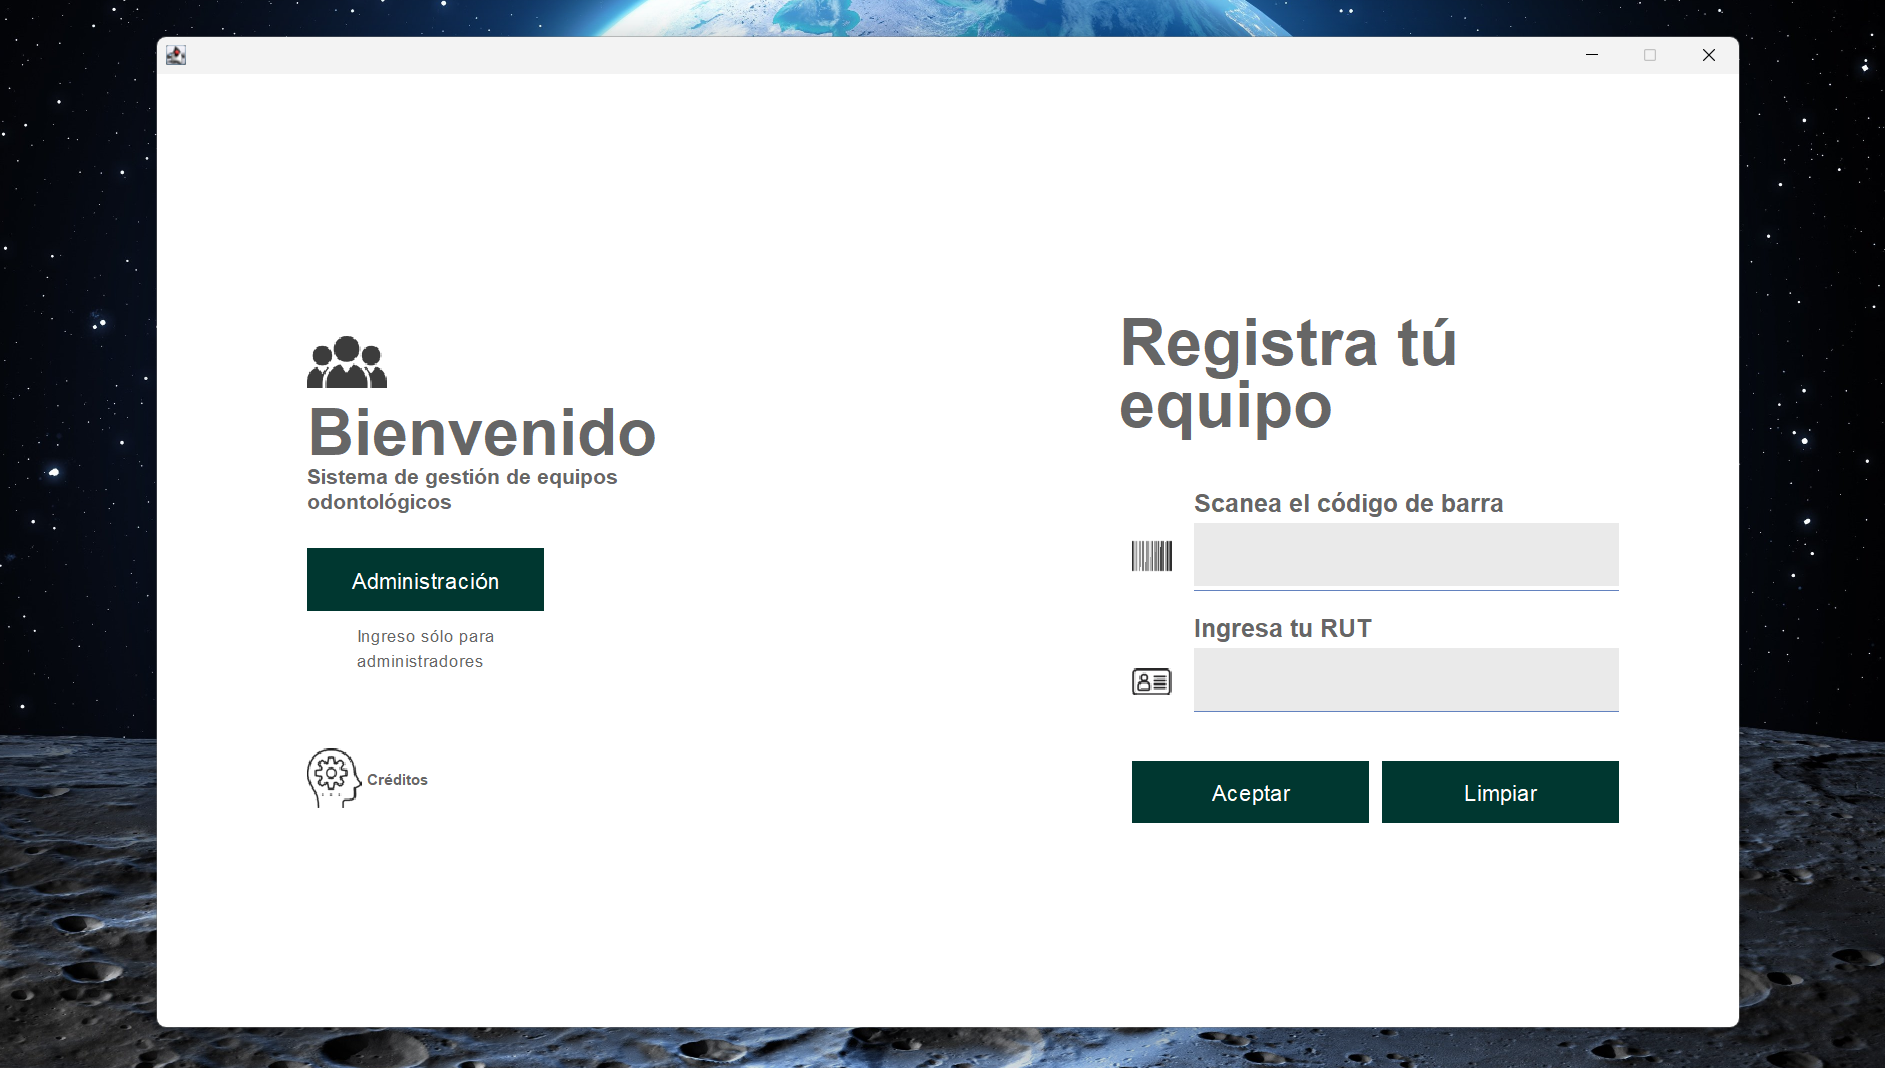 Bienvenido
Sistema de gestión de equipos
odontológicos
Administración
Ingreso sólo para
administradores
Créditos
Registra tú
equipo
Scanea el código de barra
Ingresa tu RUT
Aceptar
Limpiar